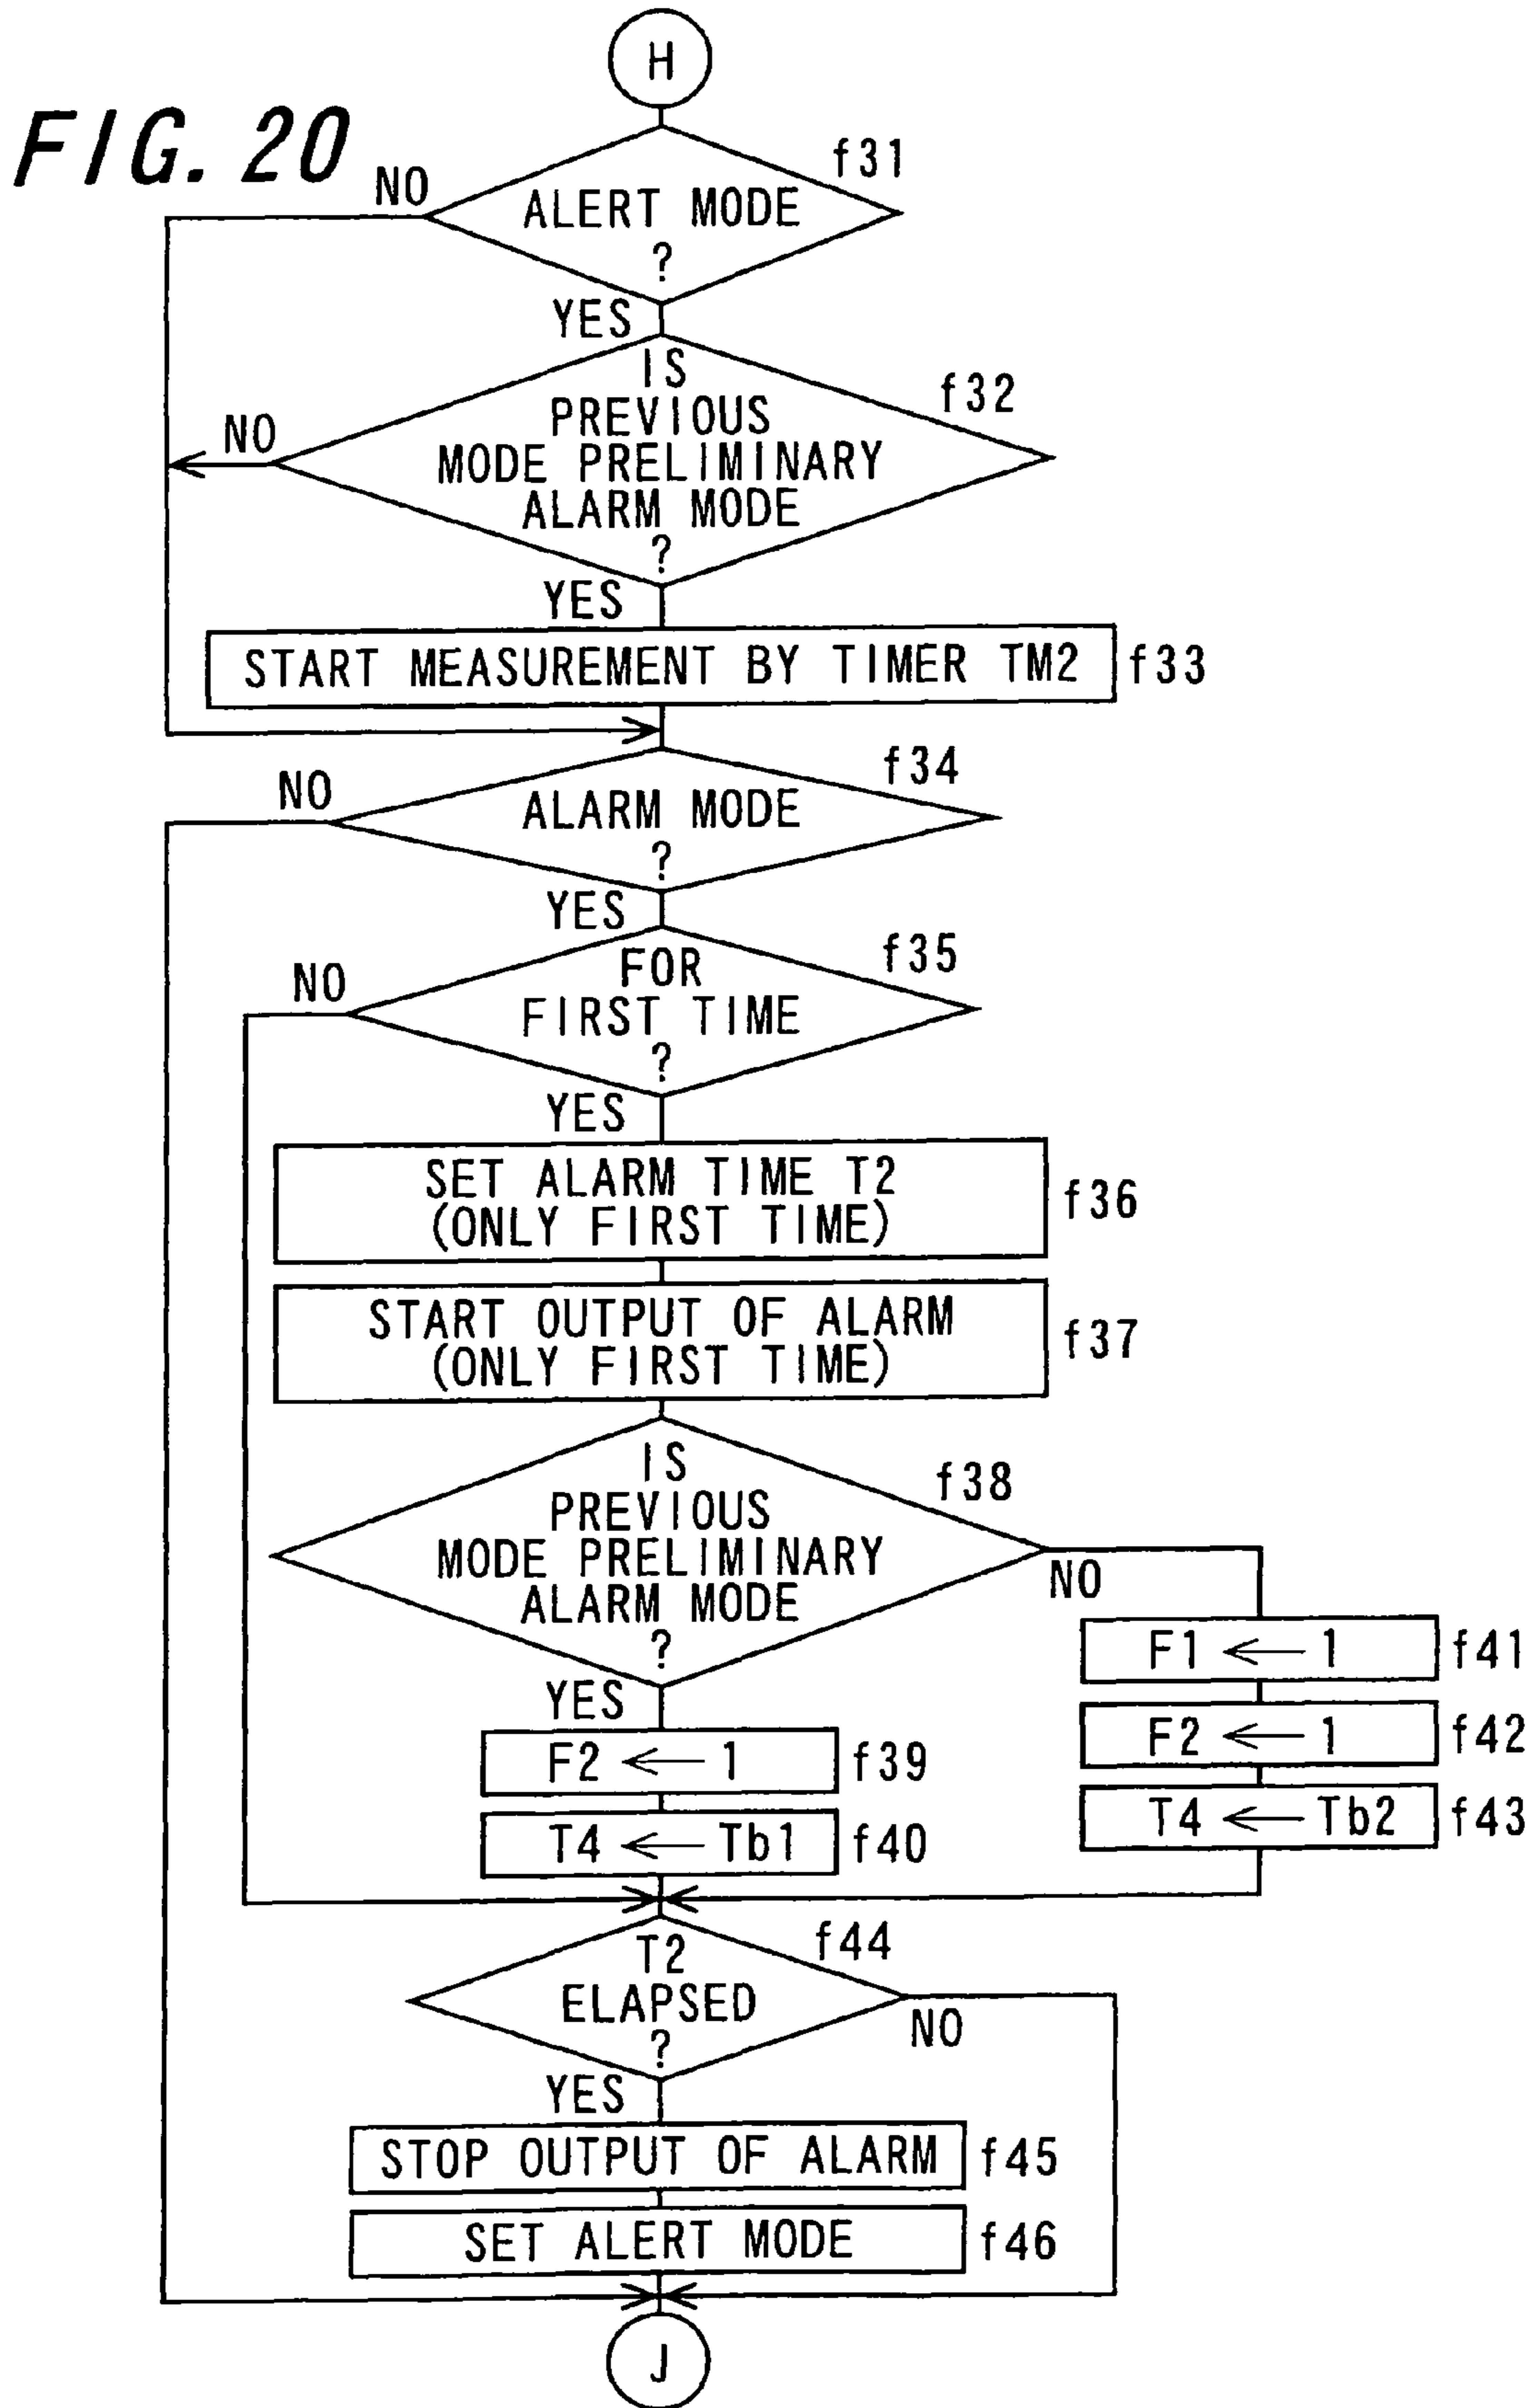 H
FIG. 20
f31
NO
ALERT MODE
?
YES
IS
f32
PREVIOUS
NO
MODE PRELIMINARY
ALARM MODE
?
YES
START MEASUREMENT BY TIMER TM2
f33
f34
NO
ALARM MODE
?
YES
f35
FOR
NO
FIRST TIME
?
YES
SET ALARM TIME T2
(ONLY FIRST TIME)
f36
START OUTPUT OF ALARM
(ONLY FIRST TIME)
f37
IS
f38
PREVIOUS
MODE PRELIMINARY
ALARM MODE
?
NO
YES
F1 ← 1
f41
F2 ← 1
f42
T4 ← Tb2
f43
F2 ← 1
f39
T4 ← Tb1
f40
T2
f44
ELAPSED
?
NO
YES
STOP OUTPUT OF ALARM
f45
SET ALERT MODE
f46
J